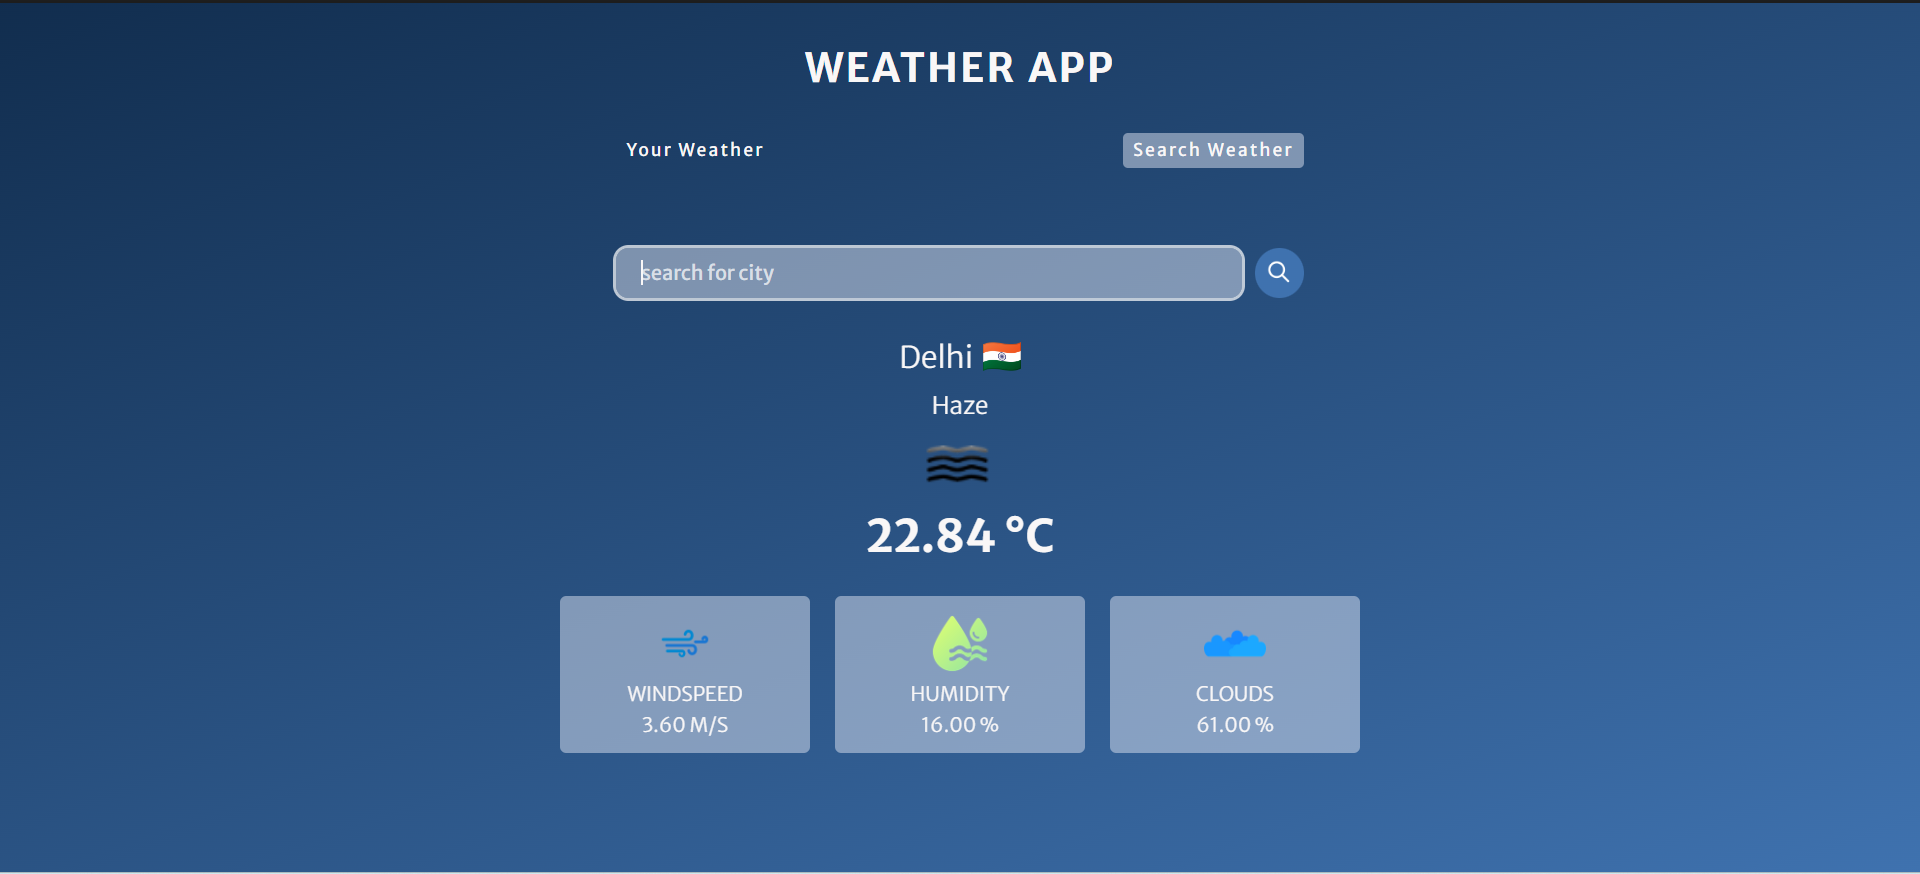 WEATHER APP
Your Weather
Search Weather
search for city
Delhi
Haze
22.84 °C
WINDSPEED
3.60 M/S
HUMIDITY
16.00 %
CLOUDS
61.00 %